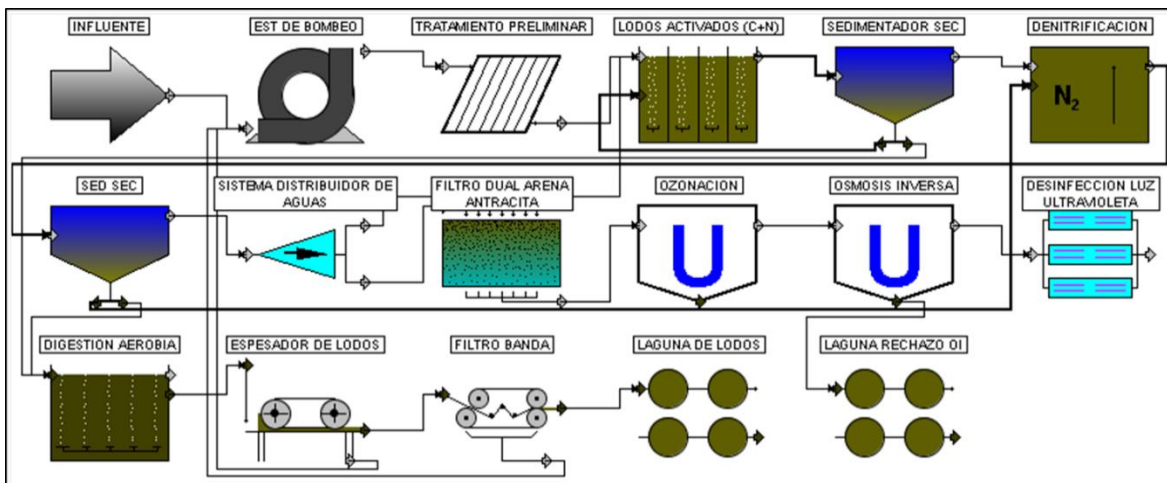 INFLUENTE
EST DE BOMBEO
TRATAMIENTO PRELIMINAR
LODOS ACTIVADOS (C+N)
SEDIMENTADOR SEC
DENITRIFICACION
N2
SED SEC
SISTEMA DISTRIBUIDOR DE
AGUAS
FILTRO DUAL ARENA
ANTRACITA
OZONACION
OSMOSIS INVERSA
DESINFECCION LUZ
ULTRAVIOLETA
U
U
DIGESTION AEROBIA
ESPESADOR DE LODOS
FILTRO BANDA
LAGUNA DE LODOS
LAGUNA RECHAZO OI